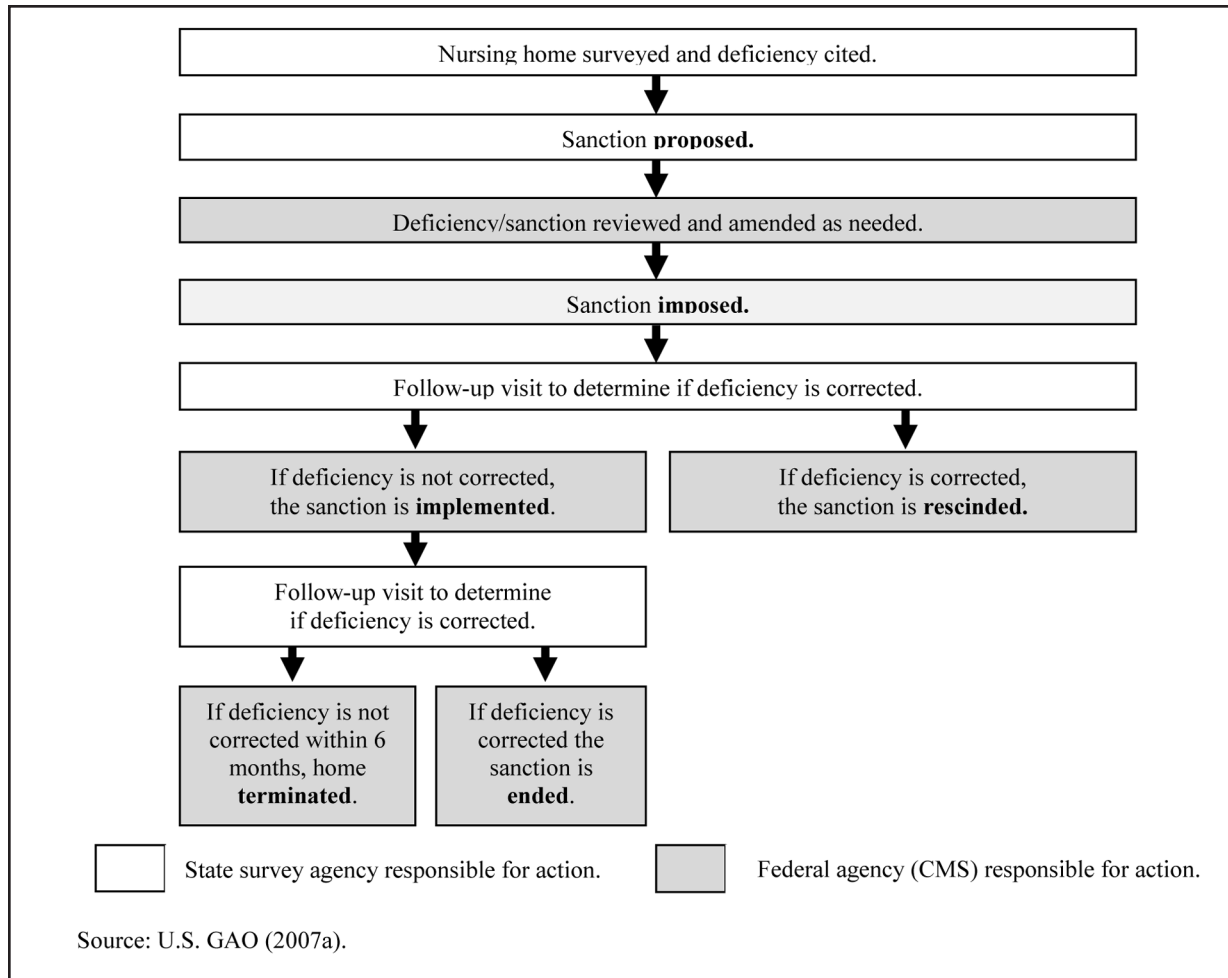 Nursing home surveyed and deficiency cited.
Sanction proposed.
Deficiency/sanction reviewed and amended as needed.
Sanction imposed.
Follow-up visit to determine if deficiency is corrected.
If deficiency is not corrected,
the sanction is implemented.
If deficiency is corrected,
the sanction is rescinded.
Follow-up visit to determine
if deficiency is corrected.
If deficiency is not
corrected within 6
months, home
terminated.
If deficiency is
corrected the
sanction is
ended.
State survey agency responsible for action.
Federal agency (CMS) responsible for action.
Source: U.S. GAO (2007a).